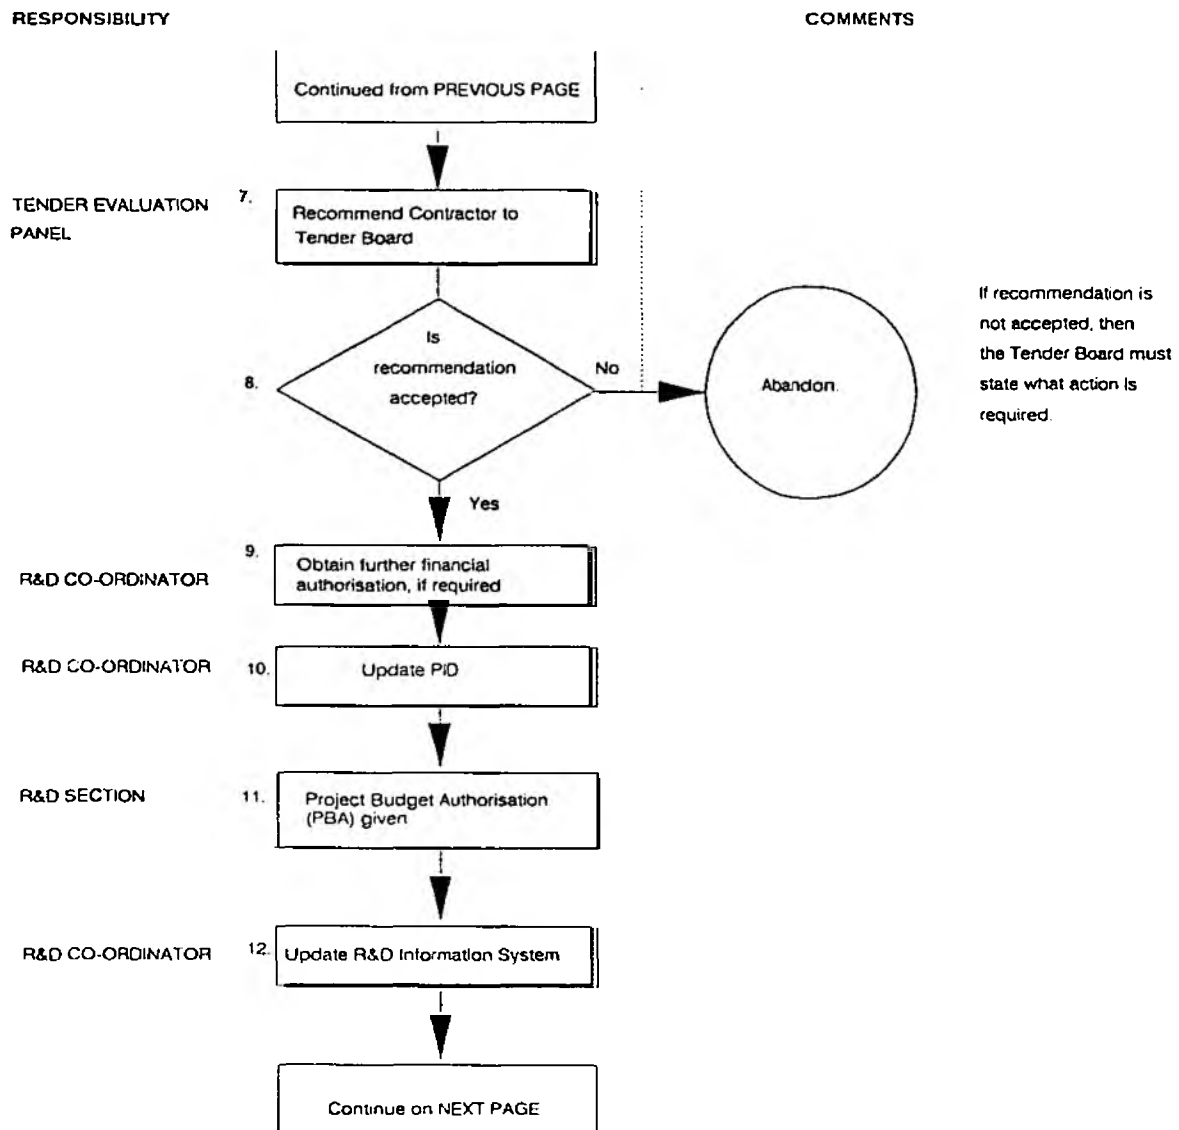 RESPONSIBILITY
COMMENTS
Continued from PREVIOUS PAGE
TENDER EVALUATION
PANEL
7.
Recommend Contractor to
Tender Board
8.
Is
recommendation
accepted?
No
Abandon.
If recommendation is
not accepted, then
the Tender Board must
state what action is
required.
Yes
R&D CO-ORDINATOR
9.
Obtain further financial
authorisation, if required
R&D CO-ORDINATOR
10.
Update PID
R&D SECTION
11.
Project Budget Authorisation
(PBA) given
R&D CO-ORDINATOR
12.
Update R&D Information System
Continue on NEXT PAGE